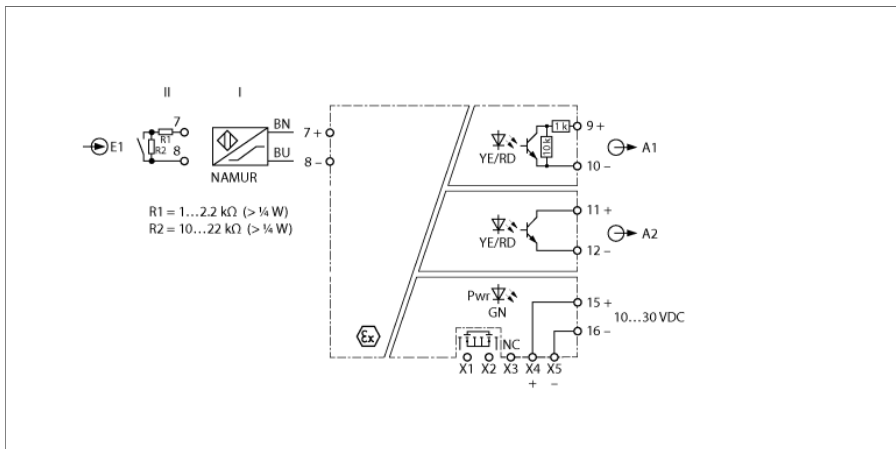 II I
E1
7
R1
R2
8
NAMUR
BN
BU
7 +
8 –
R1 = 1...2.2 kΩ (> ¼ W)
R2 = 10...22 kΩ (> ¼ W)
YE/RD
1 k
10 k
9 +
10 –
A1
YE/RD
11 +
12 –
A2
Pwr
GN
15 +
16 –
10...30 VDC
Ex
NC
X1 X2 X3 X4 X5
+ –